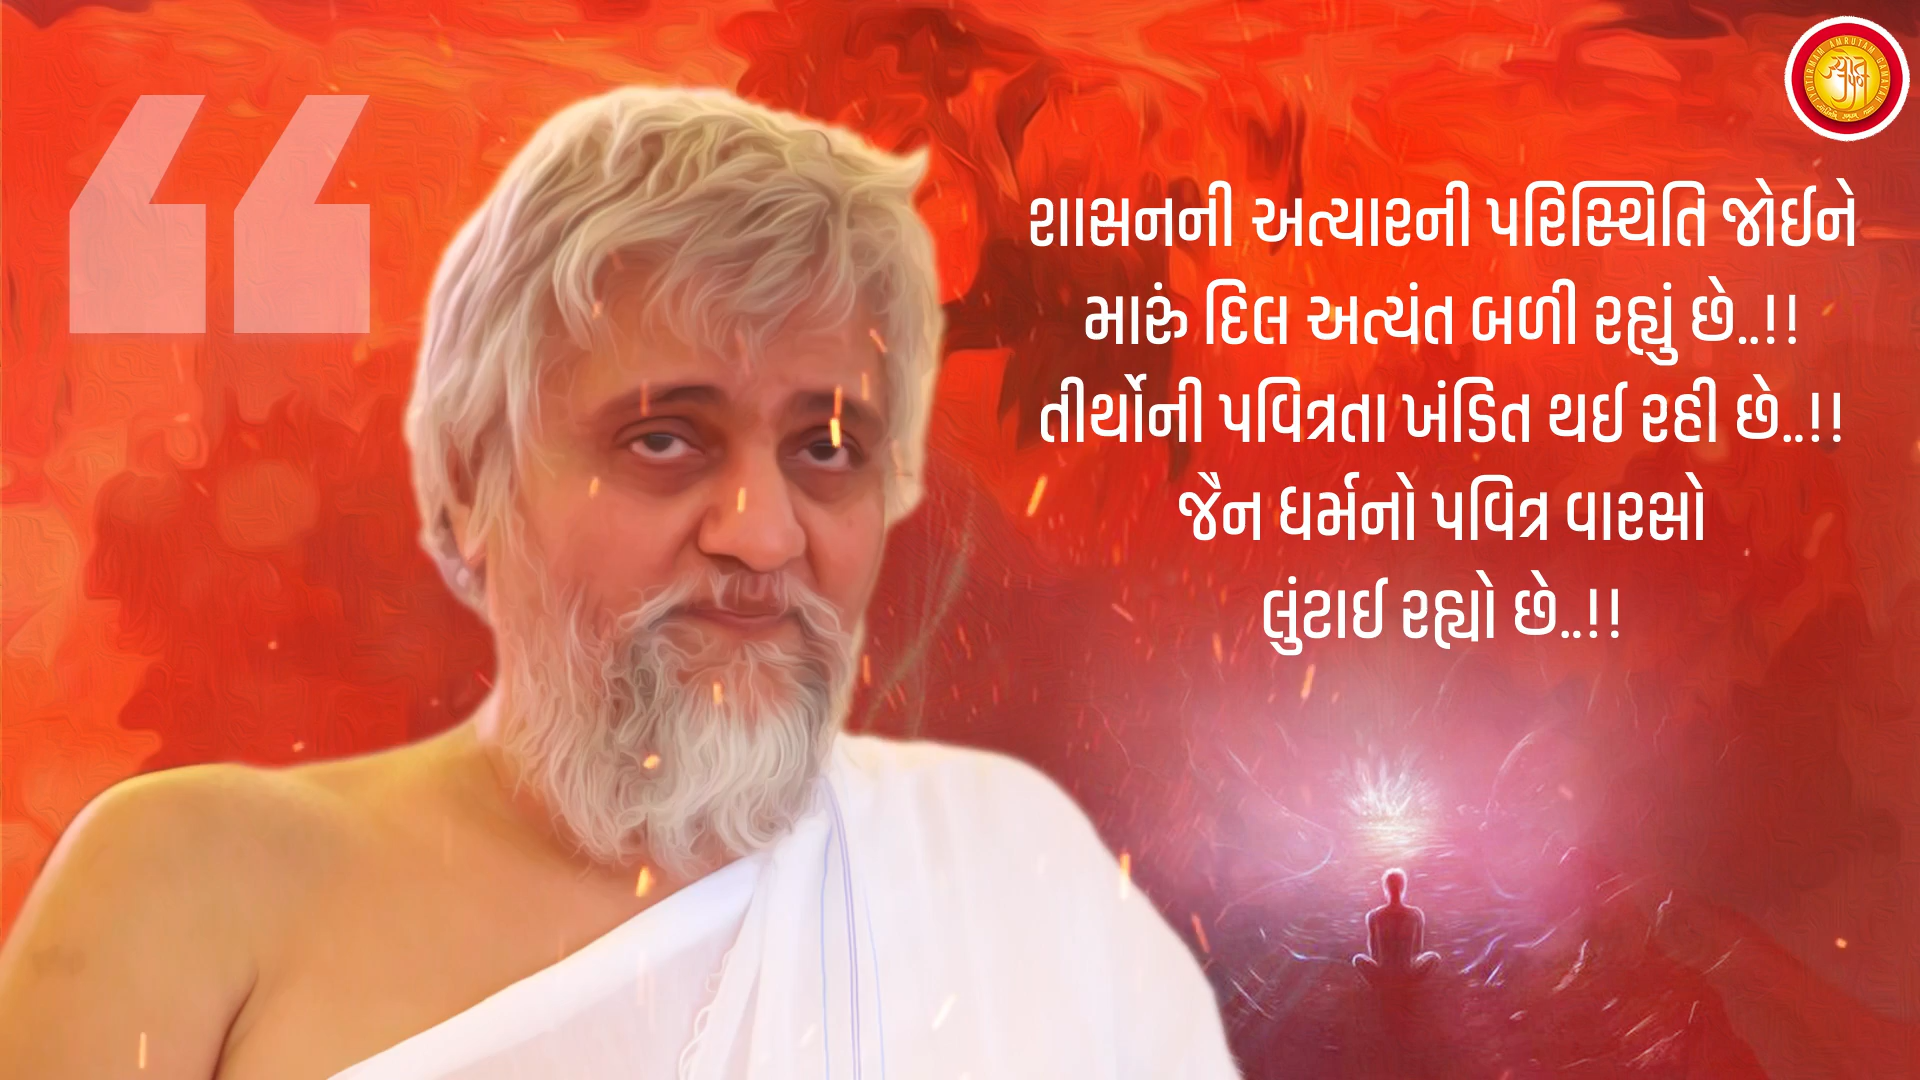 શાસનની અત્યારની પરિસ્થિતિ જોઈને
મારું દિલ અત્યંત બળી રહ્યું છે..!!
તીર્થોની પવિત્રતા ખંડિત થઈ રહી છે..!!
જૈન ધર્મનો પવિત્ર વારસો
લુંટાઈ રહ્યો છે..!!